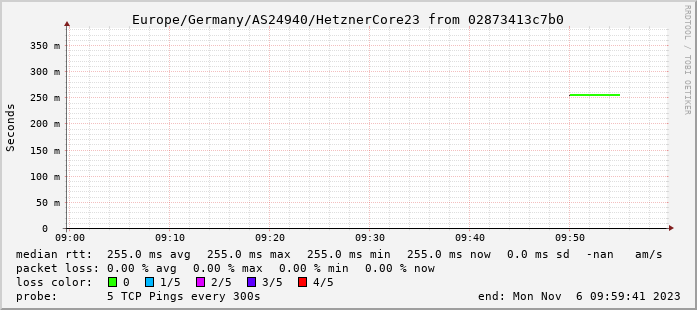 Europe/Germany/AS24940/HetznerCore23 from 02873413c7b0
RRDTOOL / TOBI OETIKER
Seconds
350 m
300 m
250 m
200 m
150 m
100 m
50 m
0
09:00 09:10 09:20 09:30 09:40 09:50
median rtt: 255.0 ms avg 255.0 ms max 255.0 ms min 255.0 ms now 0.0 ms sd -nan am/s
packet loss: 0.00 % avg 0.00 % max 0.00 % min 0.00 % now
loss color: 0 1/5 2/5 3/5 4/5
probe: 5 TCP Pings every 300s end: Mon Nov 6 09:59:41 2023